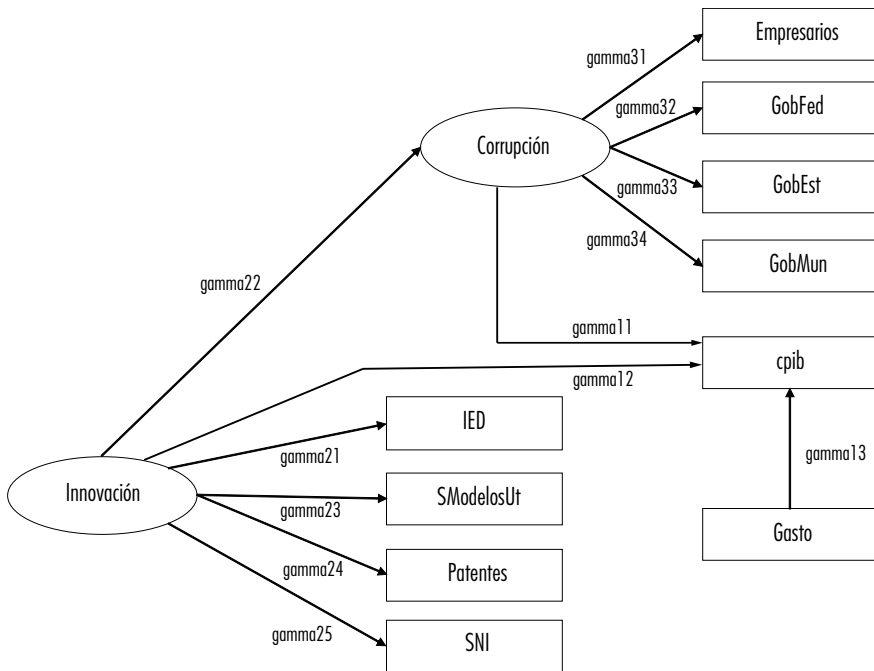 Empresarios
gamma31
gamma32
GobFed
Corrupción
gamma33
GobEst
gamma34
GobMun
gamma22
gamma11
cpib
gamma12
IED
gamma21
gamma13
Innovación
SModelosUt
gamma23
Gasto
gamma24
Patentes
gamma25
SNI